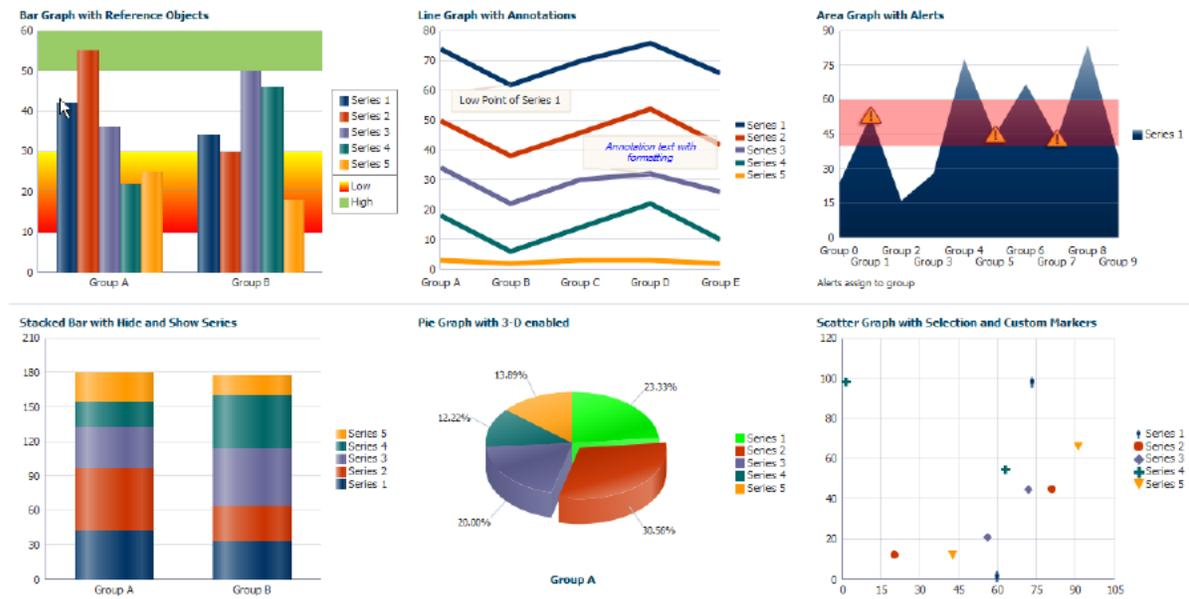 Bar Graph with Reference Objects
60
50
40
30
20
10
0
Group A
Group B
Series 1
Series 2
Series 3
Series 4
Series 5
Low
High
Line Graph with Annotations
80
70
60
50
40
30
20
10
0
Low Point of Series 1
Annotation text with
formatting
Group A
Group B
Group C
Group D
Group E
Series 1
Series 2
Series 3
Series 4
Series 5
Area Graph with Alerts
90
75
60
45
30
15
0
Group 0
Group 2
Group 4
Group 6
Group 8
Group 1
Group 3
Group 5
Group 7
Group 9
Alerts assign to group
Series 1
Stacked Bar with Hide and Show Series
210
180
150
120
90
60
30
0
Group A
Group B
Series 5
Series 4
Series 3
Series 2
Series 1
Pie Graph with 3-D enabled
13.89%
23.33%
12.22%
20.00%
30.56%
Group A
Series 1
Series 2
Series 3
Series 4
Series 5
Scatter Graph with Selection and Custom Markers
120
100
80
60
40
20
0
0
15
30
45
60
75
90
105
Series 1
Series 2
Series 3
Series 4
Series 5